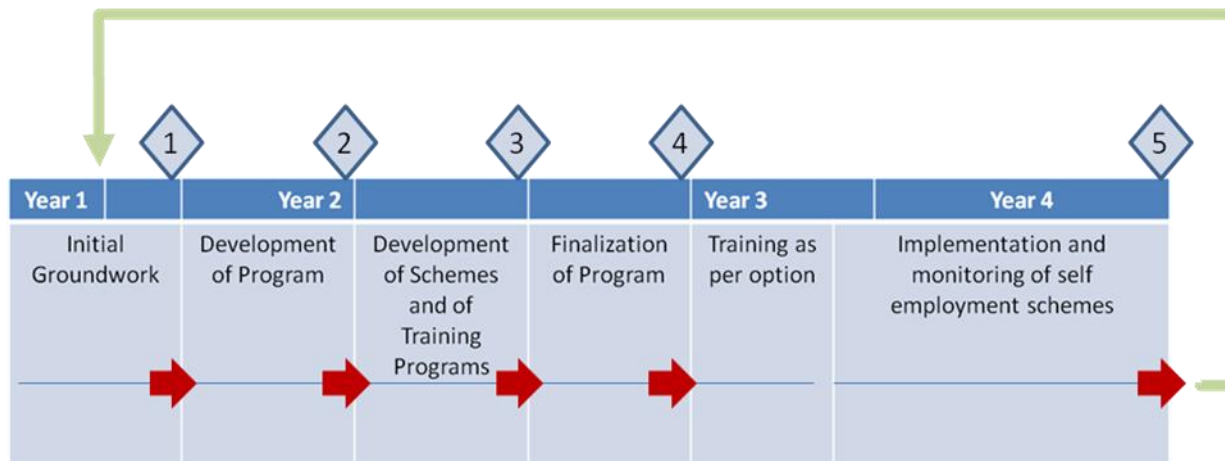 1
2
3
4
5
Year 1
Year 2
Year 3
Year 4
Initial
Groundwork
Development
of Program
Development
of Schemes
and of
Training
Programs
Finalization
of Program
Training as
per option
Implementation and
monitoring of self
employment schemes